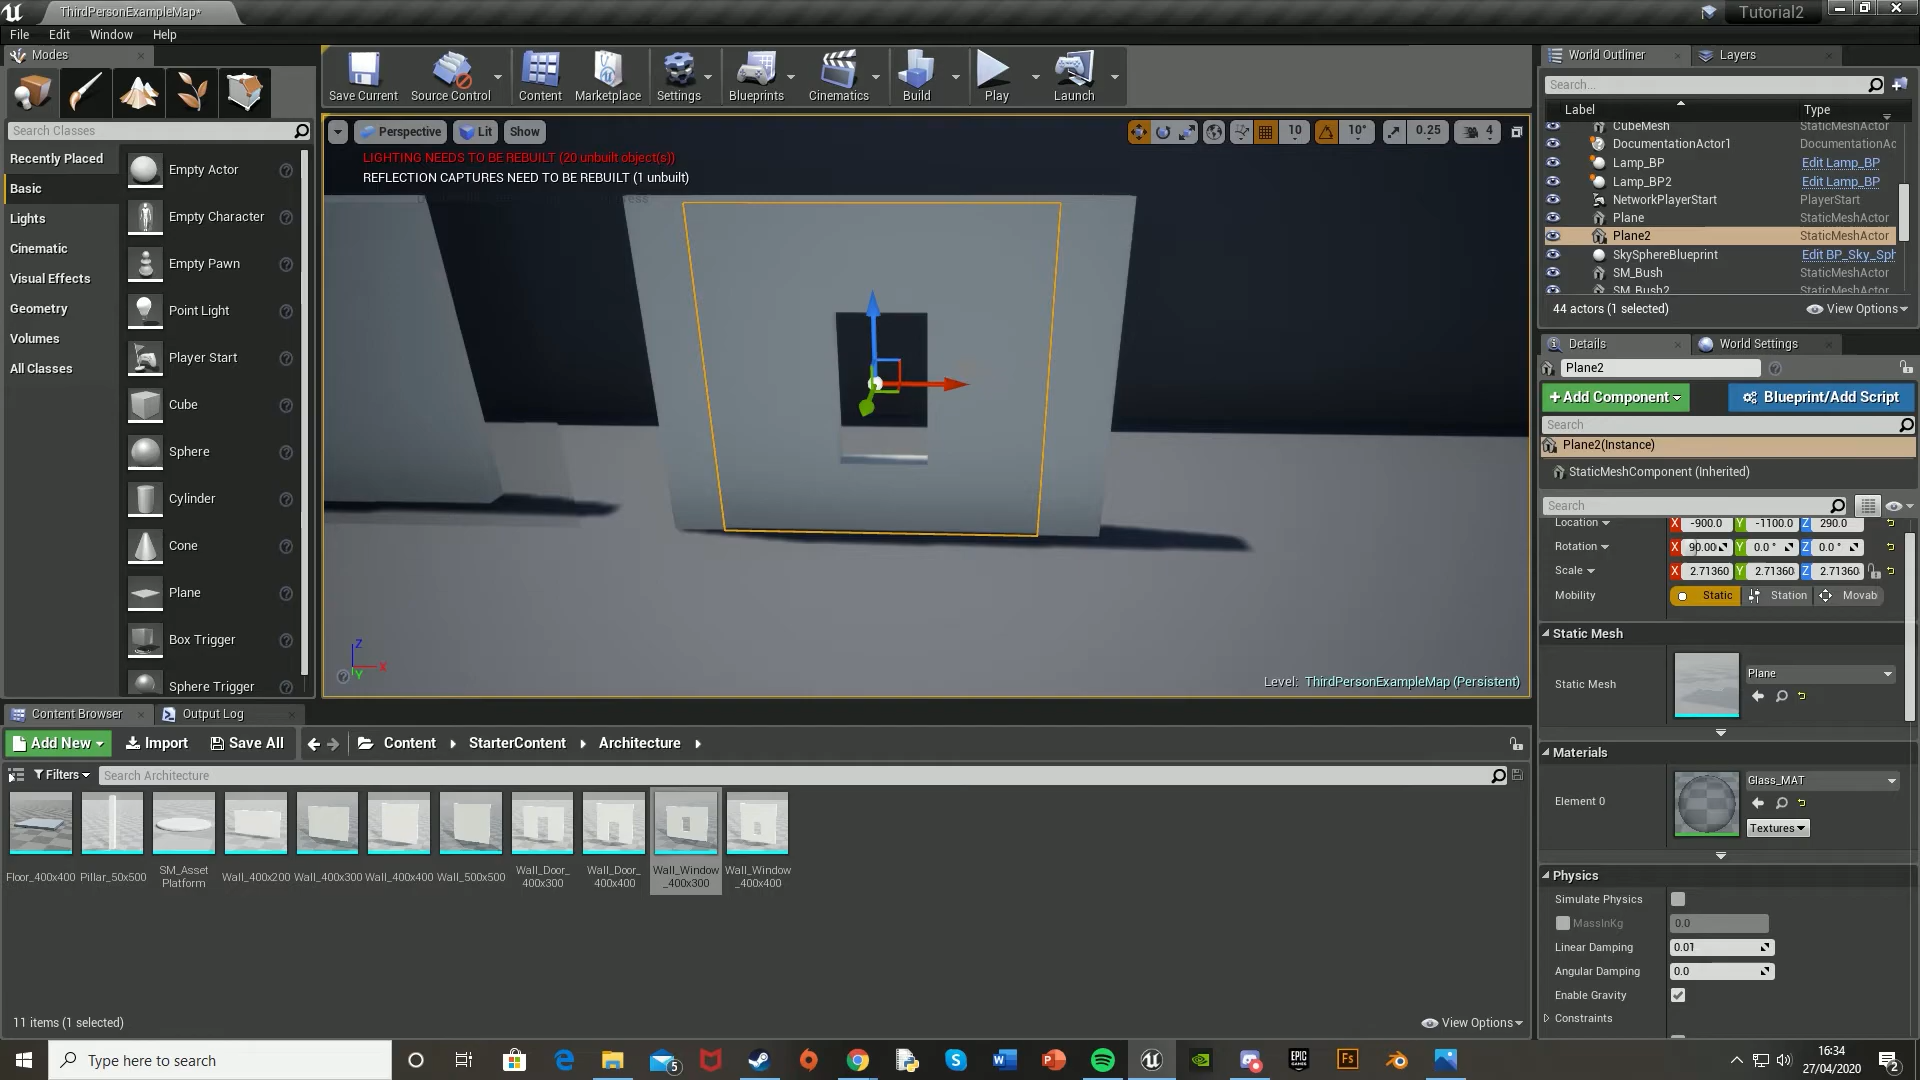 ThirdPersonExampleMap*
Tutorial2
File Edit Window Help
Modes
Search Classes
Recently Placed
Basic
Lights
Cinematic
Visual Effects
Geometry
Volumes
All Classes
Empty Actor
Empty Character
Empty Pawn
Point Light
Player Start
Cube
Sphere
Cylinder
Cone
Plane
Box Trigger
Sphere Trigger
Save Current
Source Control
Content
Marketplace
Settings
Blueprints
Cinematics
Build
Play
Launch
Perspective
Lit
Show
10
10°
0.25
4
LIGHTING NEEDS TO BE REBUILT (20 unbuilt object(s))
REFLECTION CAPTURES NEED TO BE REBUILT (1 unbuilt)
Z
X
Y
Level: ThirdPersonExampleMap (Persistent)
World Outliner
Layers
Search...
Label Type
CubeMesh StaticMeshActor
DocumentationActor1 DocumentationAc
Lamp_BP Edit Lamp_BP
Lamp_BP2 Edit Lamp_BP
NetworkPlayerStart PlayerStart
Plane StaticMeshActor
Plane2 StaticMeshActor
SkySphereBlueprint Edit BP_Sky_Sph
SM_Bush StaticMeshActor
SM_Bush2 StaticMeshActor
44 actors (1 selected)
View Options
Details
World Settings
Plane2
+Add Component
Blueprint/Add Script
Search
Plane2(Instance)
StaticMeshComponent (Inherited)
Search
Location X -900.0 Y -1100.0 Z 290.0
Rotation X 90.00 Y 0.0 ° Z 0.0 °
Scale X 2.71360 Y 2.71360 Z 2.71360
Mobility Static Station Movab
Static Mesh
Static Mesh
Plane
Materials
Element 0
Glass_MAT
Textures
Physics
Simulate Physics
MassInKg 0.0
Linear Damping 0.01
Angular Damping 0.0
Enable Gravity
Constraints
Content Browser
Output Log
Add New
Import
Save All
Content
StarterContent
Architecture
Filters
Search Architecture
Floor_400x400
Pillar_50x500
SM_Asset
Platform
Wall_400x200
Wall_400x300
Wall_400x400
Wall_500x500
Wall_Door_
400x300
Wall_Door_
400x400
Wall_Window
_400x300
Wall_Window
_400x400
11 items (1 selected)
View Options
Type here to search
5
EPIC
GAMES
Fs
16:34
27/04/2020
2